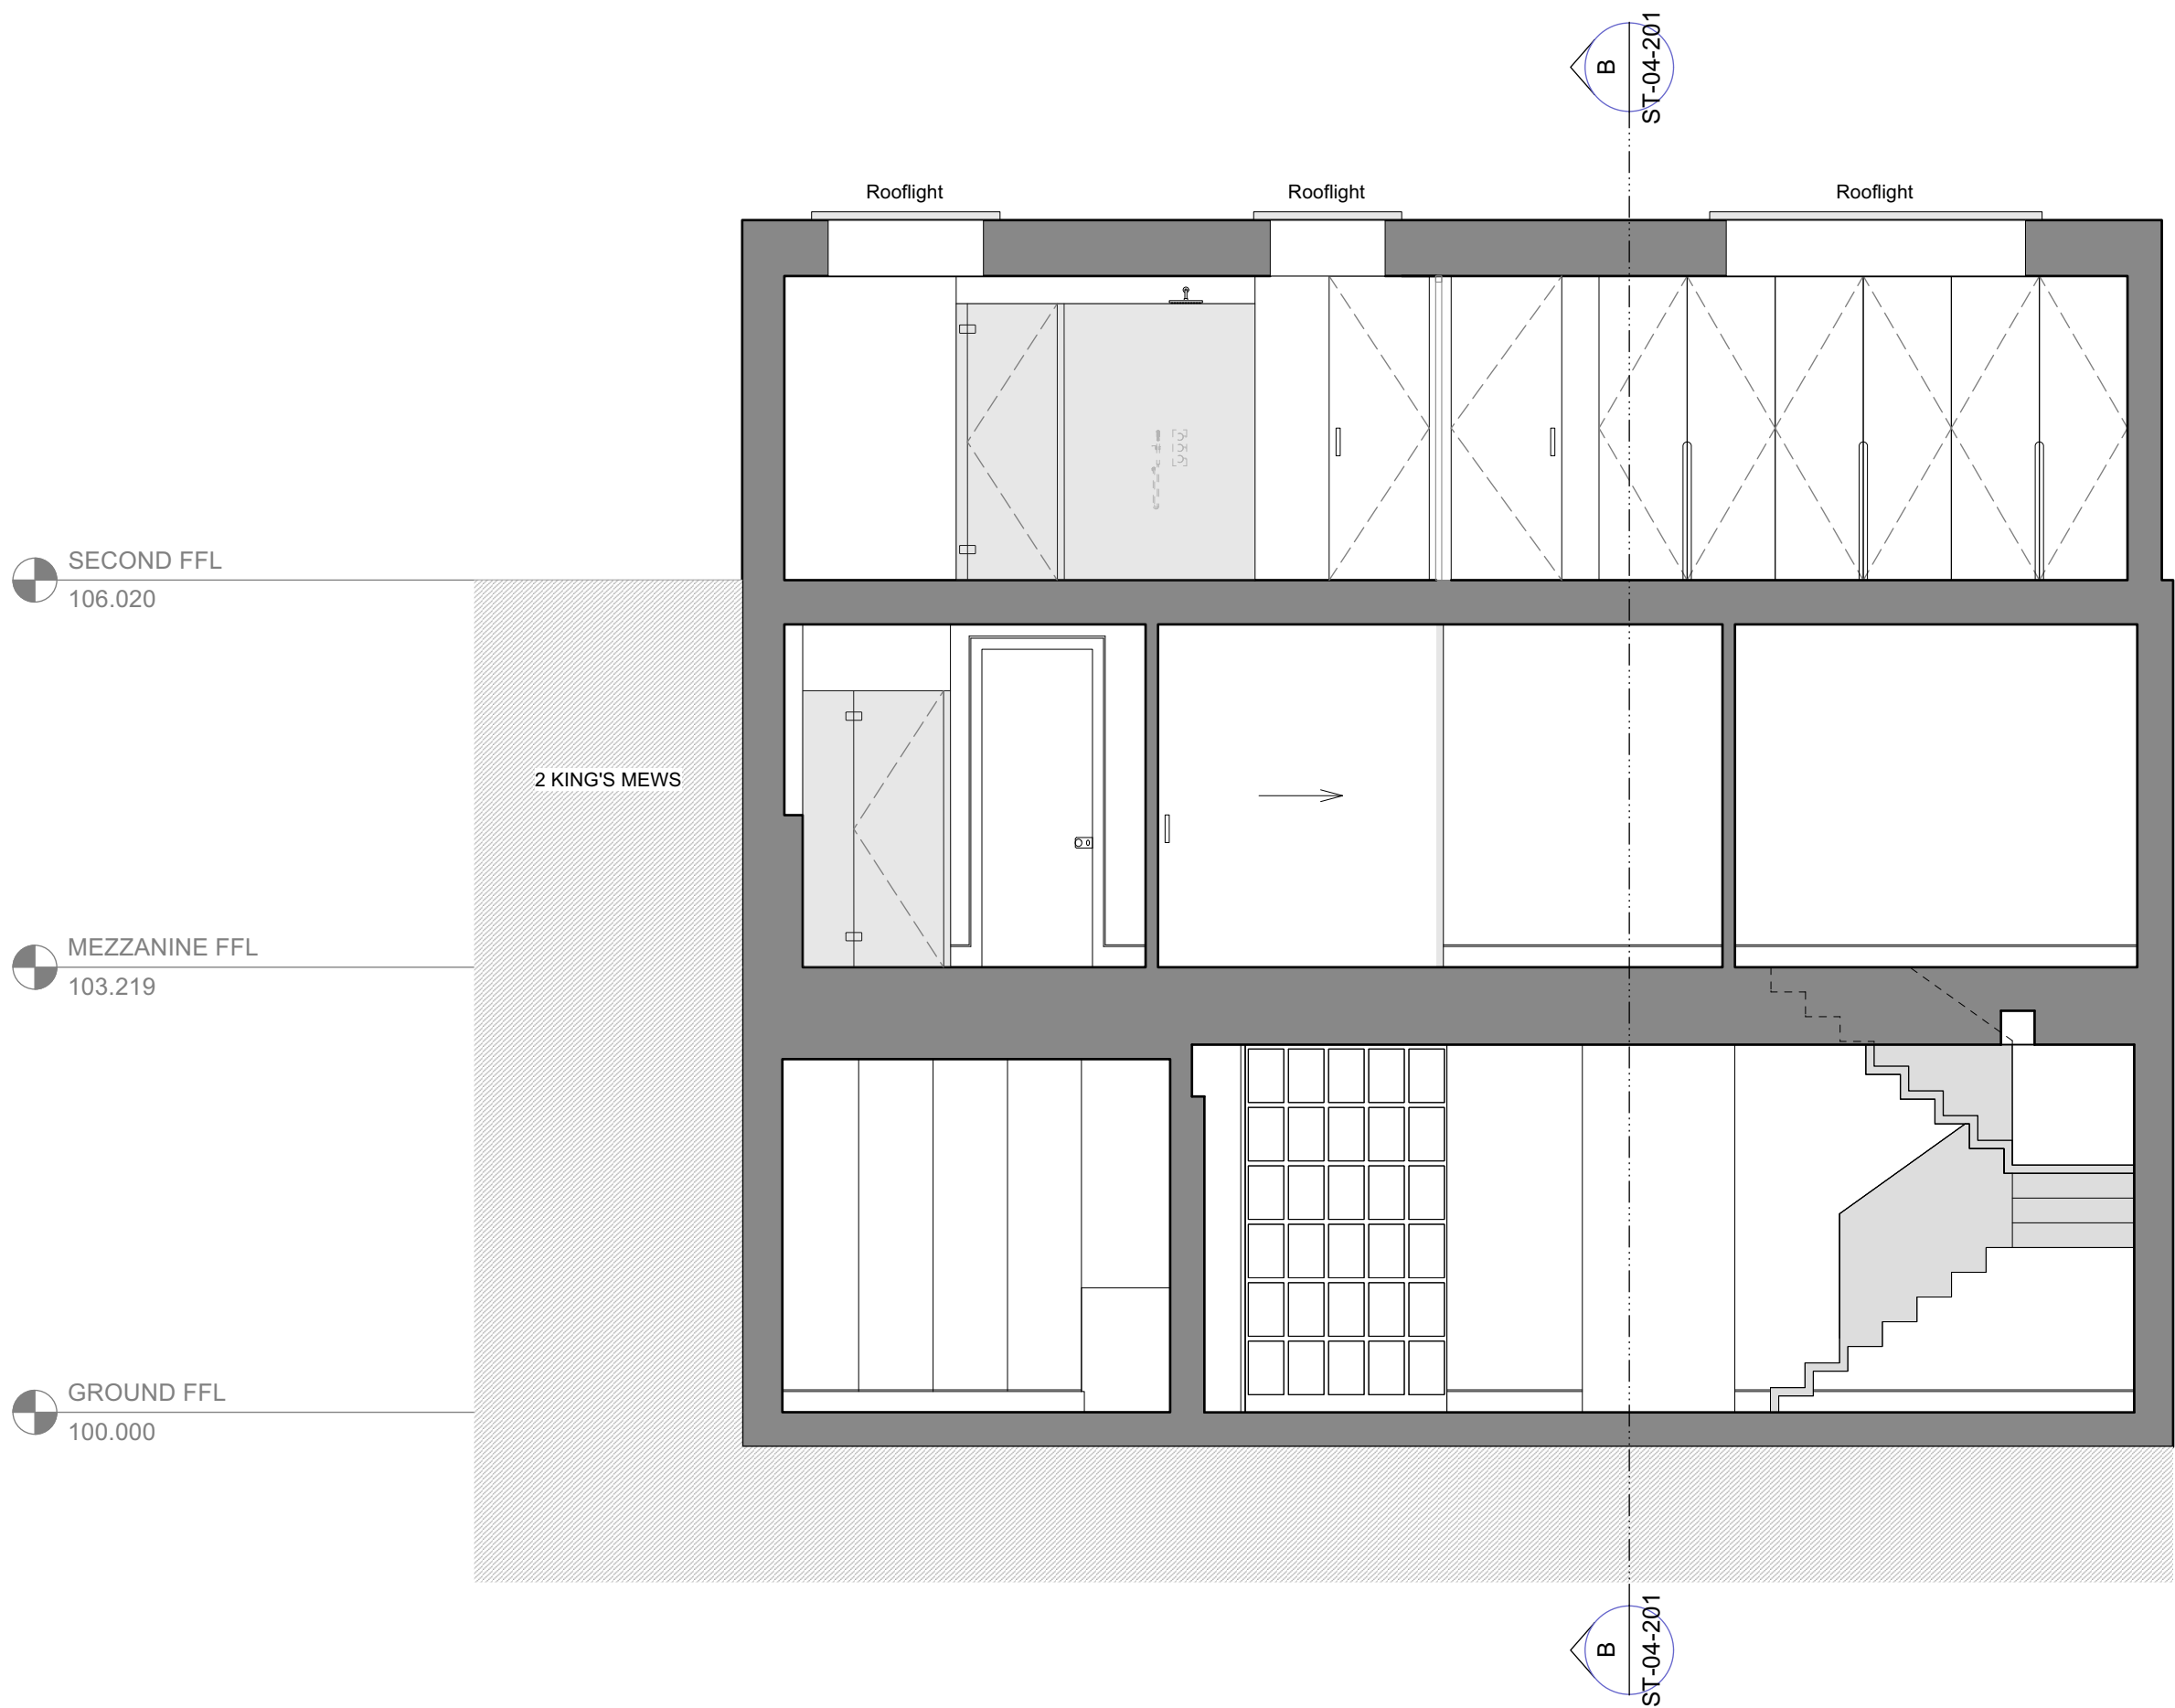 B
ST-04-201
Rooflight
Rooflight
Rooflight
SECOND FFL
106.020
2 KING'S MEWS
MEZZANINE FFL
103.219
GROUND FFL
100.000
B
ST-04-201